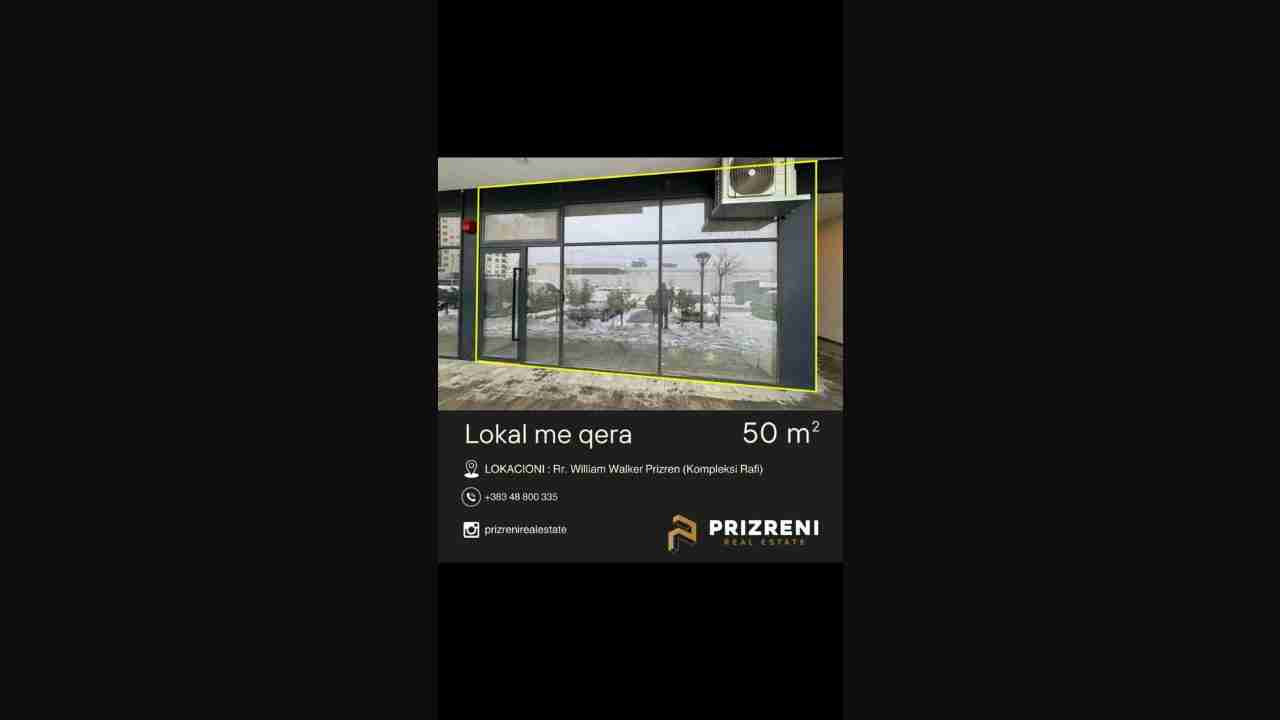 Lokal me qera
50 m²
LOKACIONI : Rr. William Walker Prizren (Kompleksi Rafi)
+383 48 800 335
prizrenirealestate
PRIZRENI
REAL ESTATE